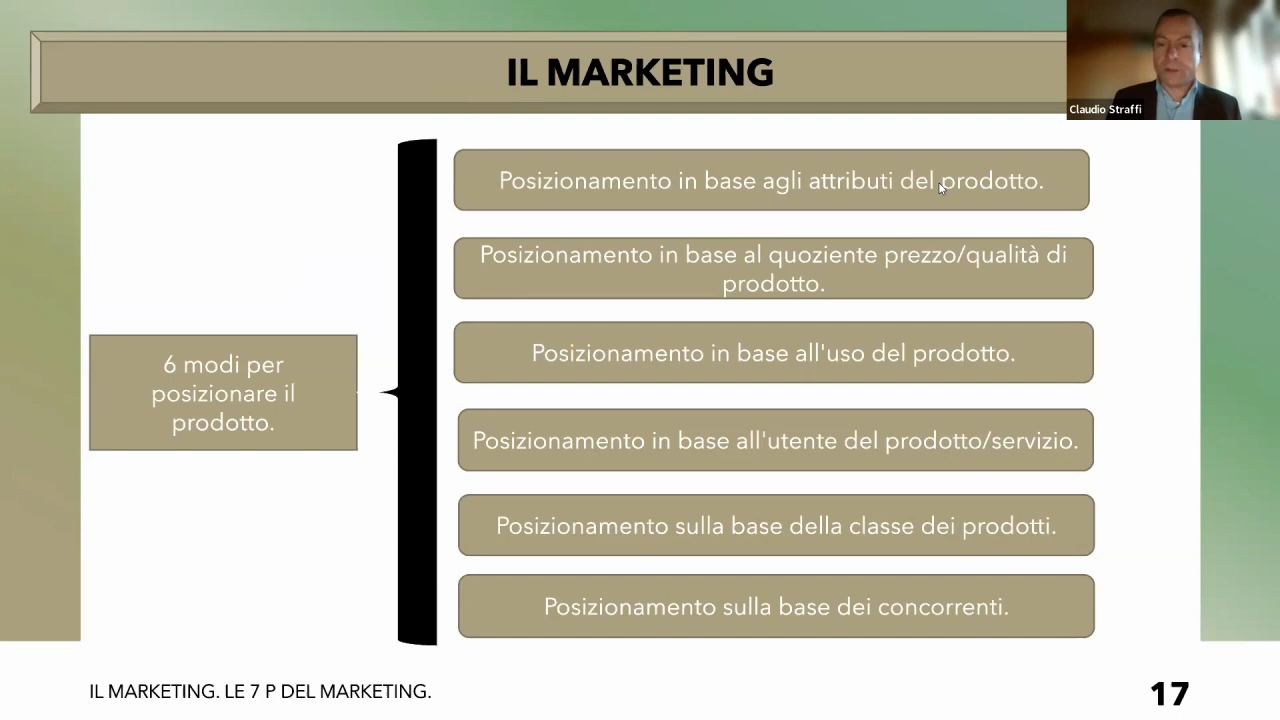 IL MARKETING
Claudio Straffi
Posizionamento in base agli attributi del prodotto.
Posizionamento in base al quoziente prezzo/qualità di
prodotto.
Posizionamento in base all'uso del prodotto.
6 modi per
posizionare il
prodotto.
Posizionamento in base all'utente del prodotto/servizio.
Posizionamento sulla base della classe dei prodotti.
Posizionamento sulla base dei concorrenti.
IL MARKETING. LE 7 P DEL MARKETING.
17